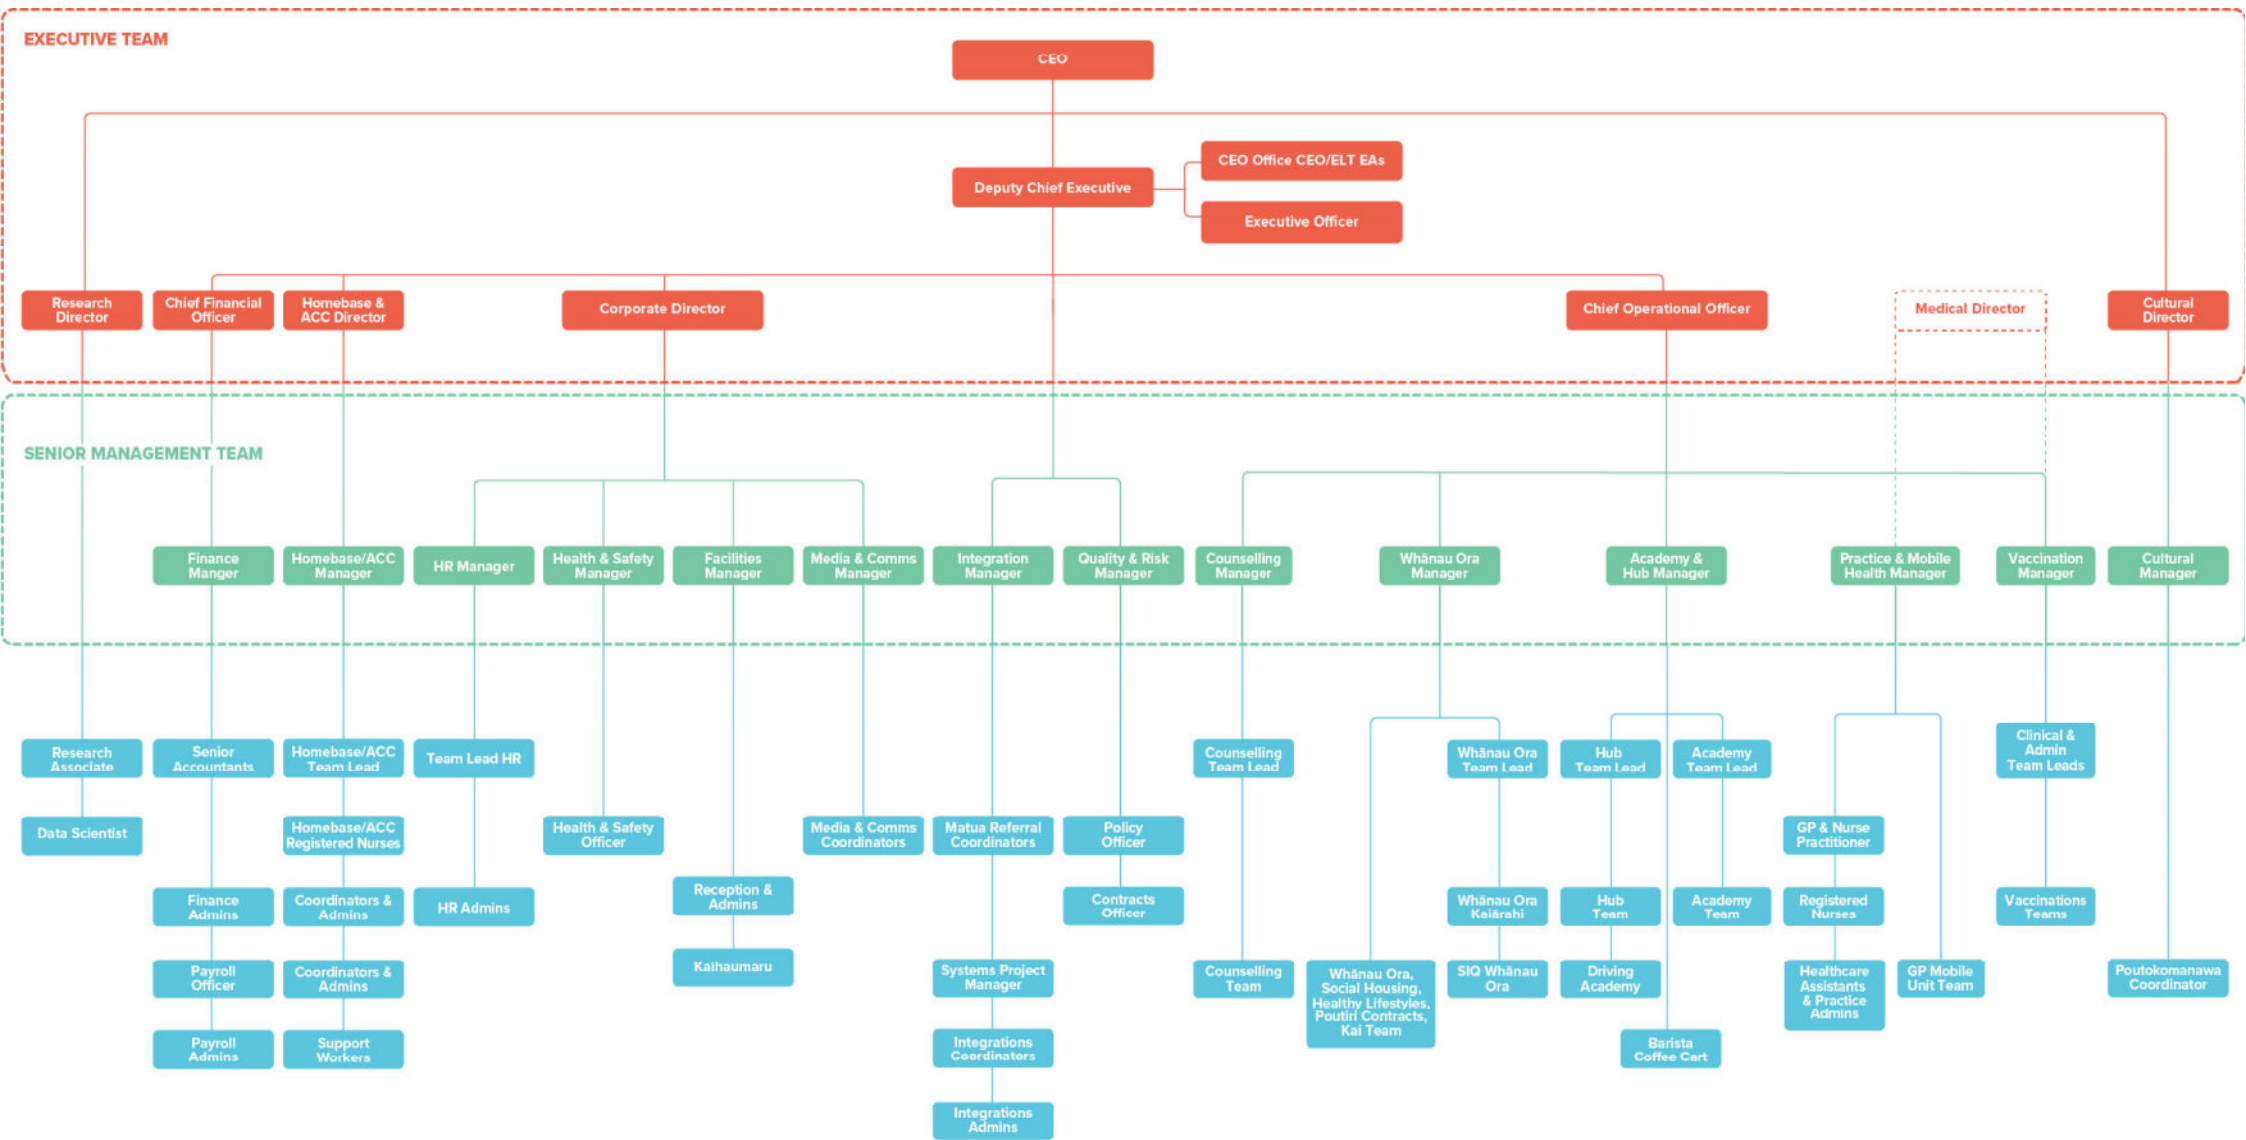 EXECUTIVE TEAM
CEO
CEO Office CEO/ELT EAs
Deputy Chief Executive
Executive Officer
Research
Director
Chief Financial
Officer
Homebase &
ACC Director
Corporate Director
Chief Operational Officer
Medical Director
Cultural
Director
SENIOR MANAGEMENT TEAM
Finance
Manger
Homebase/ACC
Manager
HR Manager
Health & Safety
Manager
Facilities
Manager
Media & Comms
Manager
Integration
Manager
Quality & Risk
Manager
Counselling
Manager
Whānau Ora
Manager
Academy &
Hub Manager
Practice & Mobile
Health Manager
Vaccination
Manager
Cultural
Manager
Research
Associate
Senior
Accountants
Homebase/ACC
Team Lead
Team Lead HR
Counselling
Team Lead
Whānau Ora
Team Lead
Hub
Team Lead
Academy
Team Lead
Clinical &
Admin
Team Leads
Data Scientist
Homebase/ACC
Registered Nurses
Health & Safety
Officer
Media & Comms
Coordinators
Matua Referral
Coordinators
Policy
Officer
GP & Nurse
Practitioner
Finance
Admins
Coordinators &
Admins
HR Admins
Reception &
Admins
Contracts
Officer
Whānau Ora
Kaiārahi
Hub
Team
Academy
Team
Registered
Nurses
Vaccinations
Teams
Payroll
Officer
Coordinators &
Admins
Kaihaumaru
Systems Project
Manager
Counselling
Team
Whānau Ora,
Social Housing,
Healthy Lifestyles,
Poutiri Contracts,
Kai Team
SIQ Whānau
Ora
Driving
Academy
Healthcare
Assistants
& Practice
Admins
GP Mobile
Unit Team
Poutokomanawa
Coordinator
Payroll
Admins
Support
Workers
Integrations
Coordinators
Barista
Coffee Cart
Integrations
Admins